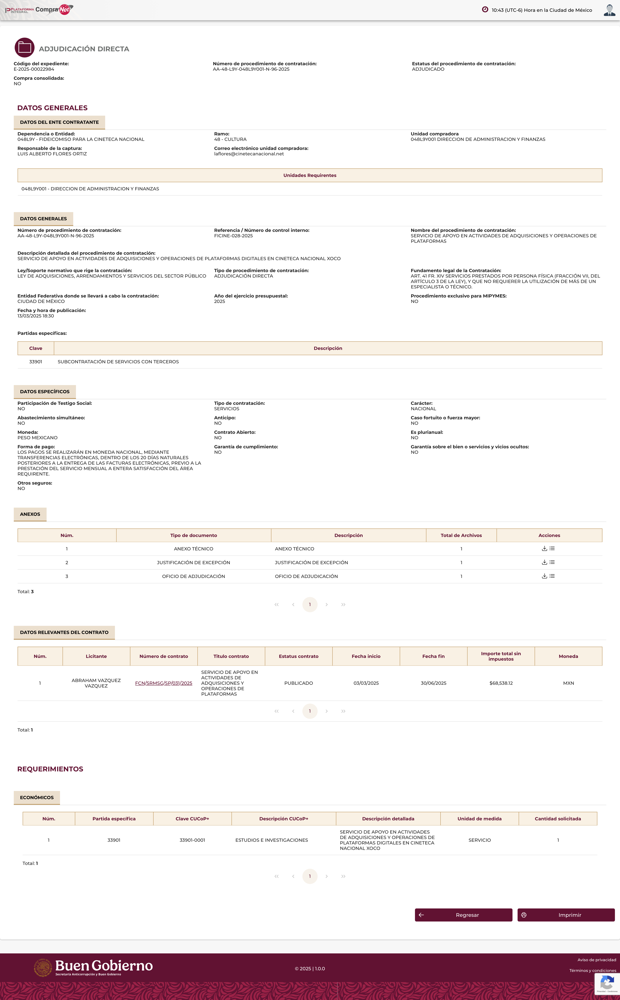 PLATAFORMA
INTEGRAL
CompraNet
10:43 (UTC-6) Hora en la Ciudad de México
ADJUDICACIÓN DIRECTA
Código del expediente:
E-2025-00022984
Número de procedimiento de contratación:
AA-48-L9Y-048L9Y001-N-96-2025
Estatus del procedimiento de contratación:
ADJUDICADO
Compra consolidada:
NO
DATOS GENERALES
DATOS DEL ENTE CONTRATANTE
Dependencia o Entidad:
048L9Y - FIDEICOMISO PARA LA CINETECA NACIONAL
Ramo:
48 - CULTURA
Unidad compradora
048L9Y001 DIRECCION DE ADMINISTRACION Y FINANZAS
Responsable de la captura:
LUIS ALBERTO FLORES ORTIZ
Correo electrónico unidad compradora:
laflores@cinetecanacional.net
Unidades Requirentes
048L9Y001 - DIRECCION DE ADMINISTRACION Y FINANZAS
DATOS GENERALES
Número de procedimiento de contratación:
AA-48-L9Y-048L9Y001-N-96-2025
Referencia / Número de control interno:
FICINE-028-2025
Nombre del procedimiento de contratación:
SERVICIO DE APOYO EN ACTIVIDADES DE ADQUISICIONES Y OPERACIONES DE
PLATAFORMAS
Descripción detallada del procedimiento de contratación:
SERVICIO DE APOYO EN ACTIVIDADES DE ADQUISICIONES Y OPERACIONES DE PLATAFORMAS DIGITALES EN CINETECA NACIONAL XOCO
Ley/Soporte normativo que rige la contratación:
LEY DE ADQUISICIONES, ARRENDAMIENTOS Y SERVICIOS DEL SECTOR PÚBLICO
Tipo de procedimiento de contratación:
ADJUDICACIÓN DIRECTA
Fundamento legal de la Contratación:
ART. 41 FR. XIV SERVICIOS PRESTADOS POR PERSONA FÍSICA (FRACCIÓN VII, DEL
ARTÍCULO 3 DE LA LEY), Y QUE NO REQUIERER LA UTILIZACIÓN DE MÁS DE UN
ESPECIALISTA O TÉCNICO.
Entidad Federativa donde se llevará a cabo la contratación:
CIUDAD DE MÉXICO
Año del ejercicio presupuestal:
2025
Procedimiento exclusivo para MIPYMES:
NO
Fecha y hora de publicación:
13/03/2025 18:30
Partidas específicas:
Clave Descripción
33901 SUBCONTRATACIÓN DE SERVICIOS CON TERCEROS
DATOS ESPECÍFICOS
Participación de Testigo Social:
NO
Tipo de contratación:
SERVICIOS
Carácter:
NACIONAL
Abastecimiento simultáneo:
NO
Anticipo:
NO
Caso fortuito o fuerza mayor:
NO
Moneda:
PESO MEXICANO
Contrato Abierto:
NO
Es plurianual:
NO
Forma de pago:
LOS PAGOS SE REALIZARÁN EN MONEDA NACIONAL, MEDIANTE
TRANSFERENCIAS ELECTRÓNICAS, DENTRO DE LOS 20 DÍAS NATURALES
POSTERIORES A LA ENTREGA DE LAS FACTURAS ELECTRÓNICAS, PREVIO A LA
PRESTACIÓN DEL SERVICIO MENSUAL A ENTERA SATISFACCIÓN DEL ÁREA
REQUIRENTE.
Garantía de cumplimiento:
NO
Garantía sobre el bien o servicios y vicios ocultos:
NO
Otros seguros:
NO
ANEXOS
Núm. Tipo de documento Descripción Total de Archivos Acciones
1 ANEXO TÉCNICO ANEXO TÉCNICO 1
2 JUSTIFICACIÓN DE EXCEPCIÓN JUSTIFICACIÓN DE EXCEPCIÓN 1
3 OFICIO DE ADJUDICACIÓN OFICIO DE ADJUDICACIÓN 1
Total: 3
1
DATOS RELEVANTES DEL CONTRATO
Núm. Licitante Número de contrato Titulo contrato Estatus contrato Fecha inicio Fecha fin Importe total sin impuestos Moneda
1
ABRAHAM VAZQUEZ
VAZQUEZ
FCN/SRMSG/SP/031/2025
SERVICIO DE APOYO EN
ACTIVIDADES DE
ADQUISICIONES Y
OPERACIONES DE
PLATAFORMAS
PUBLICADO
03/03/2025
30/06/2025
$68,538.12
MXN
1
Total: 1
REQUERIMIENTOS
ECONÓMICOS
Núm. Partida específica Clave CUCoP+ Descripción CUCoP+ Descripción detallada Unidad de medida Cantidad solicitada
1
33901
33901-0001
ESTUDIOS E INVESTIGACIONES
SERVICIO DE APOYO EN ACTIVIDADES
DE ADQUISICIONES Y OPERACIONES DE
PLATAFORMAS DIGITALES EN CINETECA
NACIONAL XOCO
SERVICIO
1
Total: 1
1
Regresar
Imprimir
Buen Gobierno
Secretaría Anticorrupción y Buen Gobierno
© 2025 | 1.0.0
Aviso de privacidad
Términos y condiciones
Privacidad - Condiciones